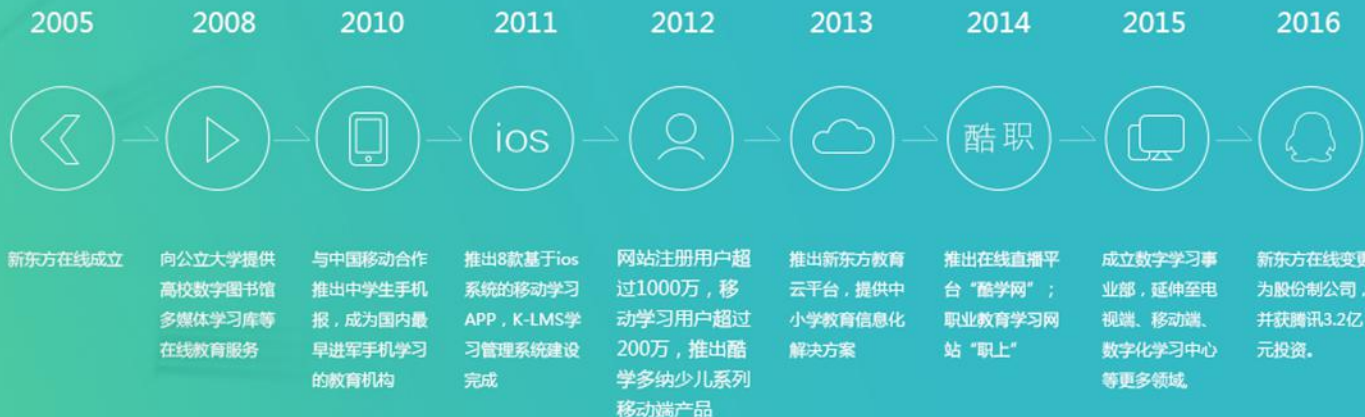 2005
2008
2010
2011
2012
2013
2014
2015
2016
ios
酷职
新东方在线成立
向公立大学提供
高校数字图书馆
多媒体学习库等
在线教育服务
与中国移动合作
推出中学生手机
报，成为国内最
早进军手机学习
的教育机构
推出8款基于ios
系统的移动学习
APP，K-LMS学
习管理系统建设
完成
网站注册用户超
过1000万，移
动学习用户超过
200万，推出酷
学多纳少儿系列
移动端产品
推出新东方教育
云平台，提供中
小学教育信息化
解决方案
推出在线直播平
台“酷学网”；
职业教育学习网
站“职上”
成立数字学习事
业部，延伸至电
视端、移动端、
数字化学习中心
等更多领域。
新东方在线变更
为股份制公司，
并获腾讯3.2亿
元投资。